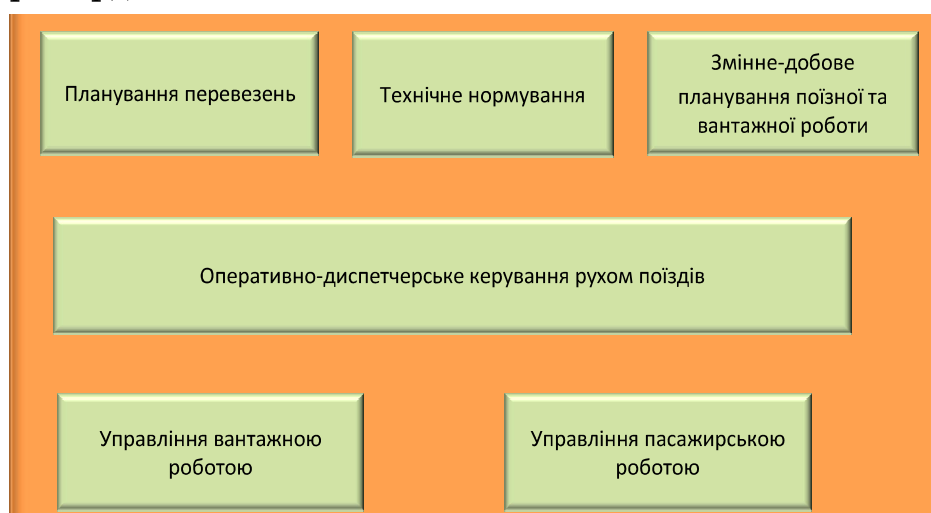 Планування перевезень
Технічне нормування
Змінне-добове
планування поїзної та
вантажної роботи
Оперативно-диспетчерське керування рухом поїздів
Управління вантажною
роботою
Управління пасажирською
роботою